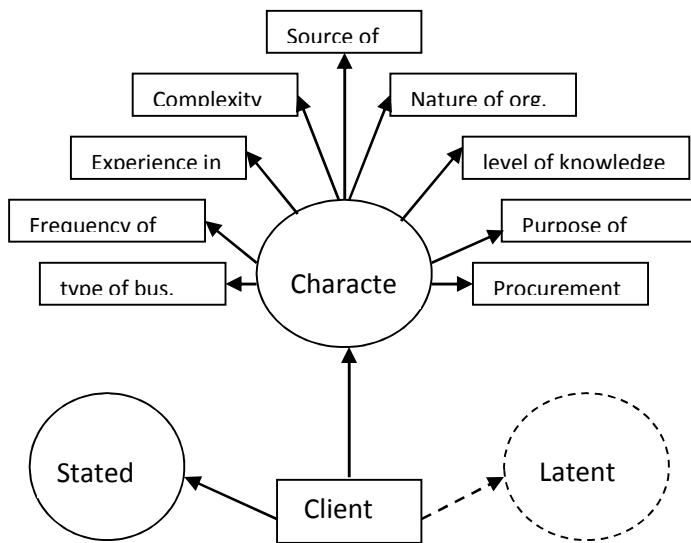 Source of
Complexity
Nature of org.
Experience in
level of knowledge
Frequency of
Purpose of
type of bus.
Characte
Procurement
Stated
Latent
Client